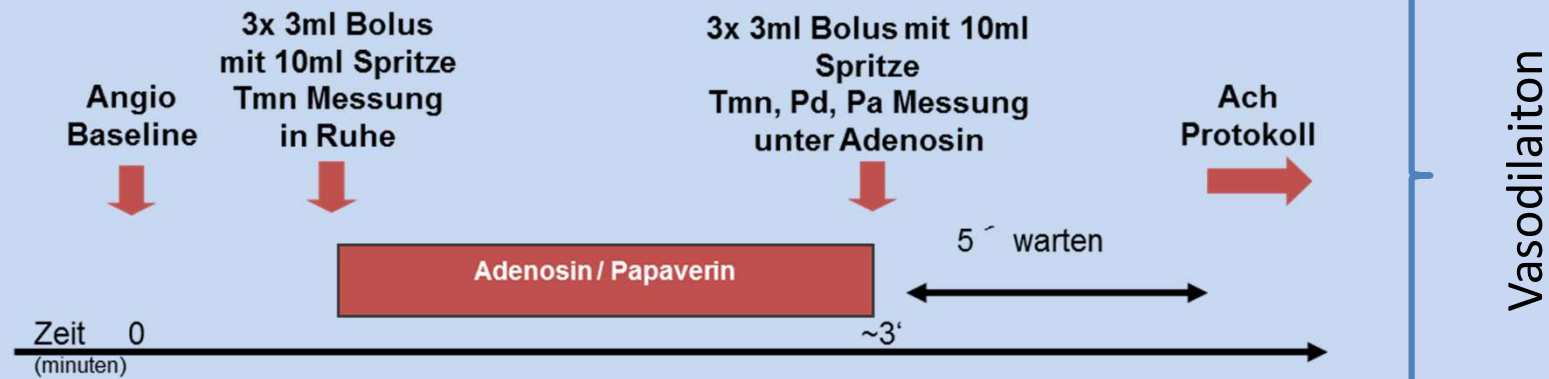 Angio
Baseline
3x 3ml Bolus
mit 10ml Spritze
Tmn Messung
in Ruhe
3x 3ml Bolus mit 10ml
Spritze
Tmn, Pd, Pa Messung
unter Adenosin
Ach
Protokoll
Adenosin / Papaverin
5 ´ warten
Zeit 0
~3‘
(minuten)
Vasodilaiton